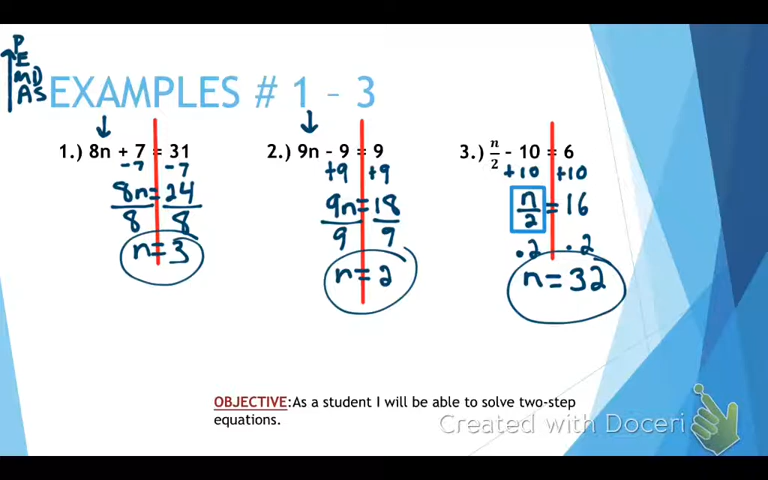 P
E
MD
AS
EXAMPLES # 1 – 3
1.) 8n + 7 = 31
-7 -7
8n = 24
8 8
n = 3
2.) 9n - 9 = 9
+9 +9
9n = 18
9 9
n = 2
3.) n/2 - 10 = 6
+10 +10
n/2 = 16
·2 ·2
n = 32
OBJECTIVE:As a student I will be able to solve two-step
equations.
Created with Doceri